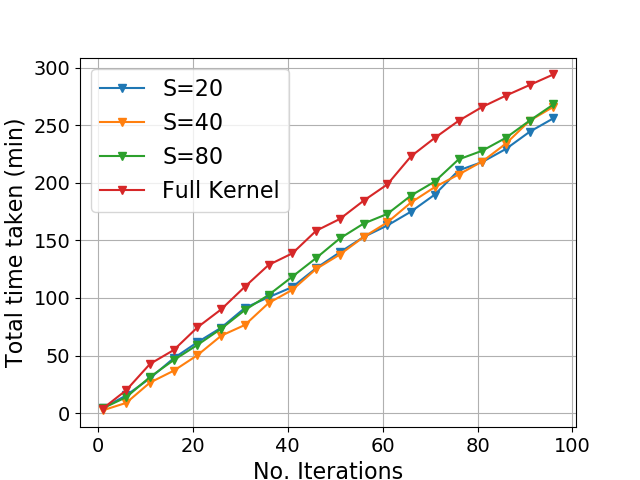 300
250
200
150
100
50
0
Total time taken (min)
S=20
S=40
S=80
Full Kernel
0 20 40 60 80 100
No. Iterations